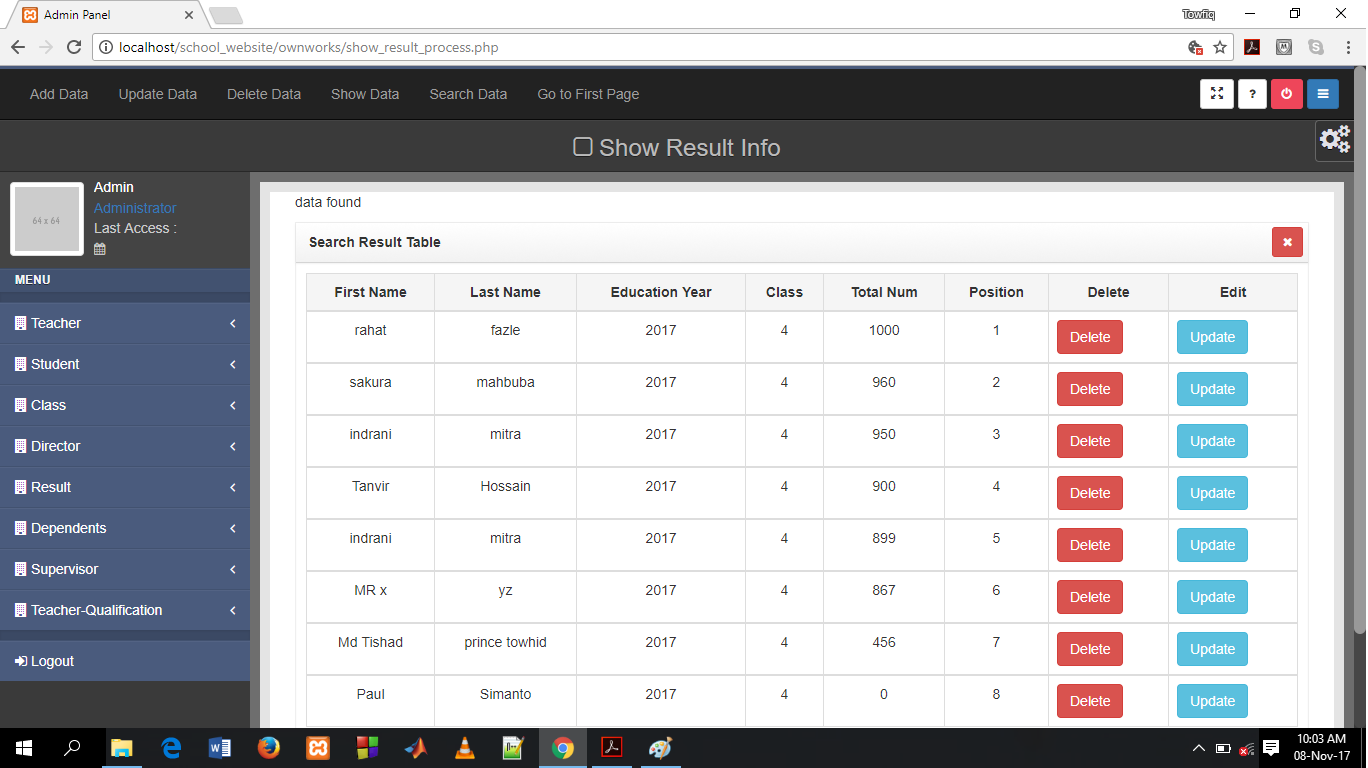 Admin Panel
Towfiq
localhost/school_website/ownworks/show_result_process.php
Add Data Update Data Delete Data Show Data Search Data Go to First Page ?
Show Result Info
64 x 64
Admin
Administrator
Last Access :
MENU
Teacher
Student
Class
Director
Result
Dependents
Supervisor
Teacher-Qualification
Logout
data found
Search Result Table
First Name Last Name Education Year Class Total Num Position Delete Edit
rahat fazle 2017 4 1000 1 Delete Update
sakura mahbuba 2017 4 960 2 Delete Update
indrani mitra 2017 4 950 3 Delete Update
Tanvir Hossain 2017 4 900 4 Delete Update
indrani mitra 2017 4 899 5 Delete Update
MR x yz 2017 4 867 6 Delete Update
Md Tishad prince towhid 2017 4 456 7 Delete Update
Paul Simanto 2017 4 0 8 Delete Update
10:03 AM
08-Nov-17